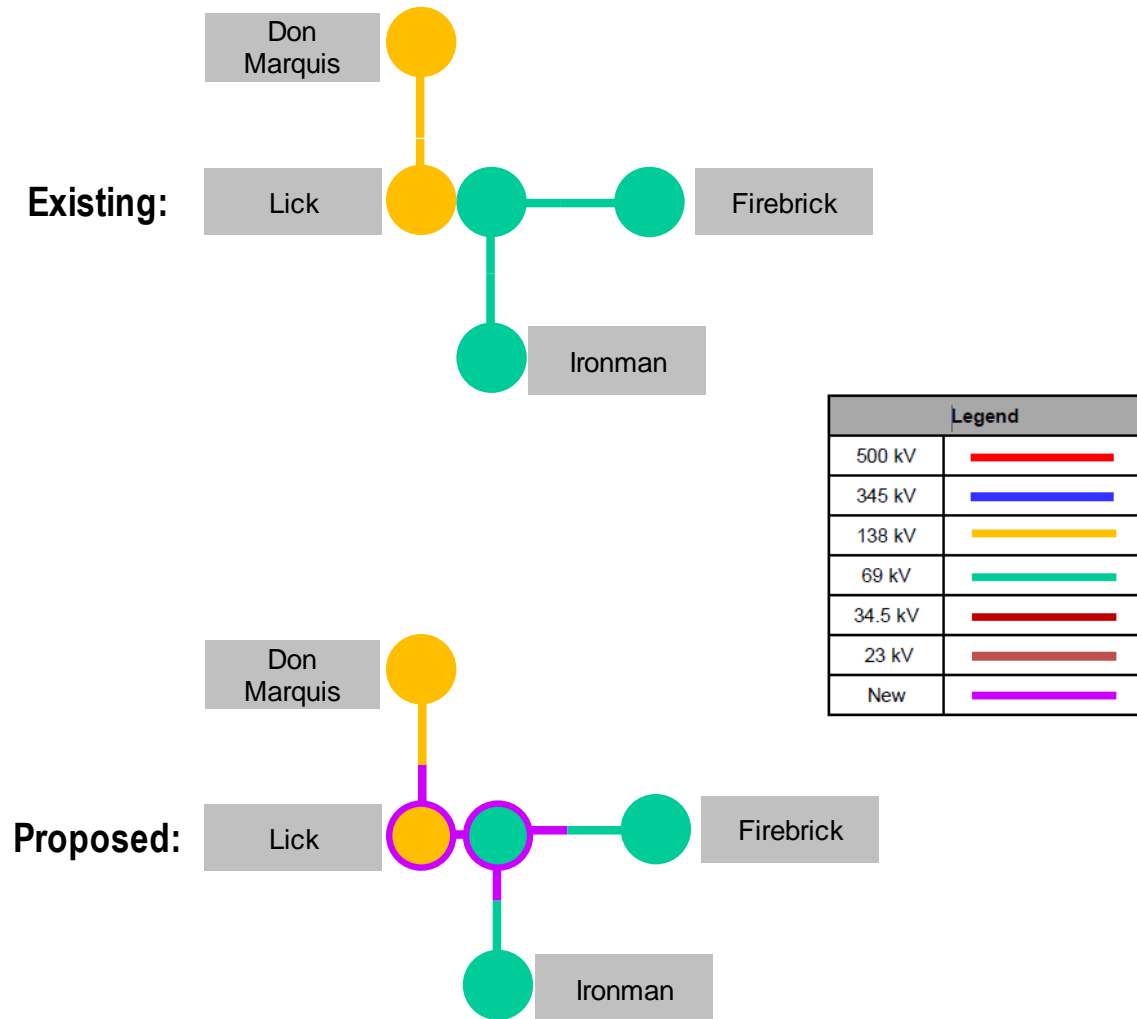 Don
Marquis
Existing:
Lick
Firebrick
Ironman
Legend
500 kV
345 kV
138 kV
69 kV
34.5 kV
23 kV
New
Don
Marquis
Proposed:
Lick
Firebrick
Ironman